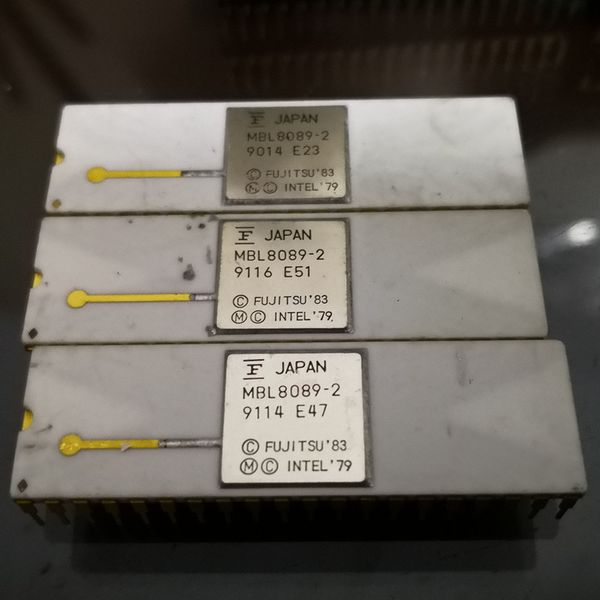 F JAPAN
MBL8089-2
9014 E23
© FUJITSU'83
Ⓜ© INTEL'79
F JAPAN
MBL8089-2
9116 E51
© FUJITSU'83
Ⓜ© INTEL'79
F JAPAN
MBL8089-2
9114 E47
© FUJITSU'83
Ⓜ© INTEL'79